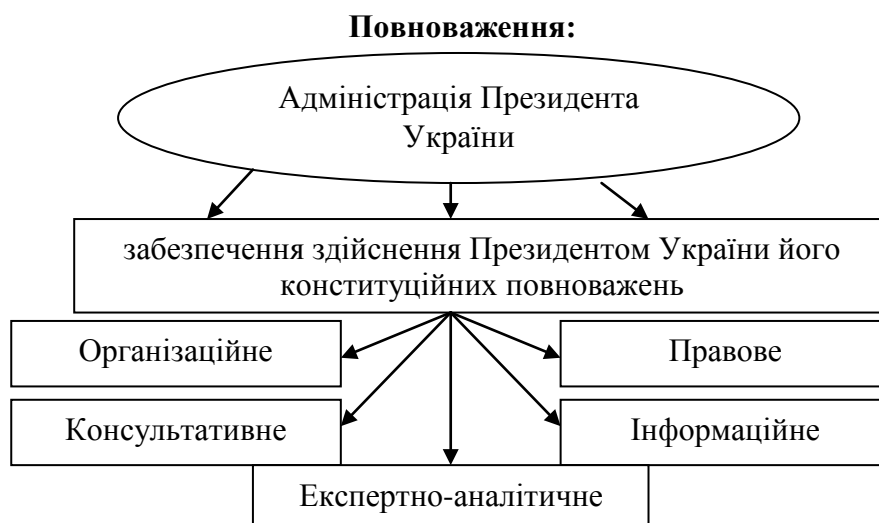 Повноваження:
Адміністрація Президента
України
забезпечення здійснення Президентом України його
конституційних повноважень
Організаційне
Правове
Консультативне
Інформаційне
Експертно-аналітичне